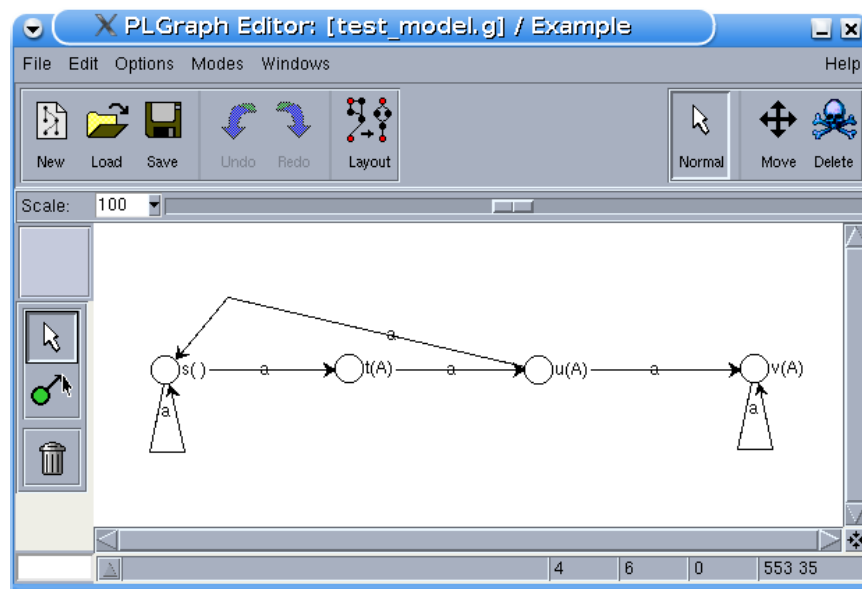 PLGraph Editor: [test_model.g] / Example
File Edit Options Modes Windows Help
New Load Save Undo Redo Layout Normal Move Delete
Scale: 100
a
s() a t(A) a u(A) a v(A)
a a
4 6 0 553 35